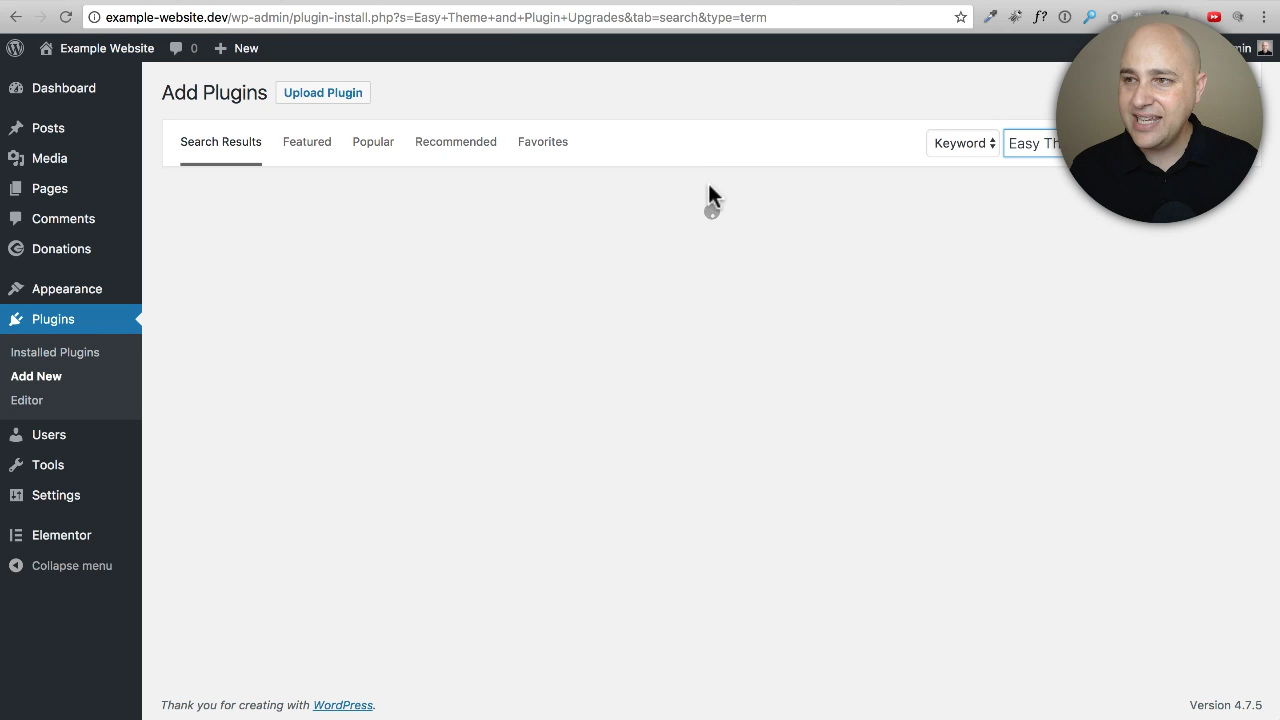 example-website.dev/wp-admin/plugin-install.php?s=Easy+Theme+and+Plugin+Upgrades&tab=search&type=term
Example Website
0
New
min
Dashboard
Posts
Media
Pages
Comments
Donations
Appearance
Plugins
Installed Plugins
Add New
Editor
Users
Tools
Settings
Elementor
Collapse menu
Add Plugins
Upload Plugin
Search Results
Featured
Popular
Recommended
Favorites
Keyword
Easy Th
Thank you for creating with WordPress.
Version 4.7.5